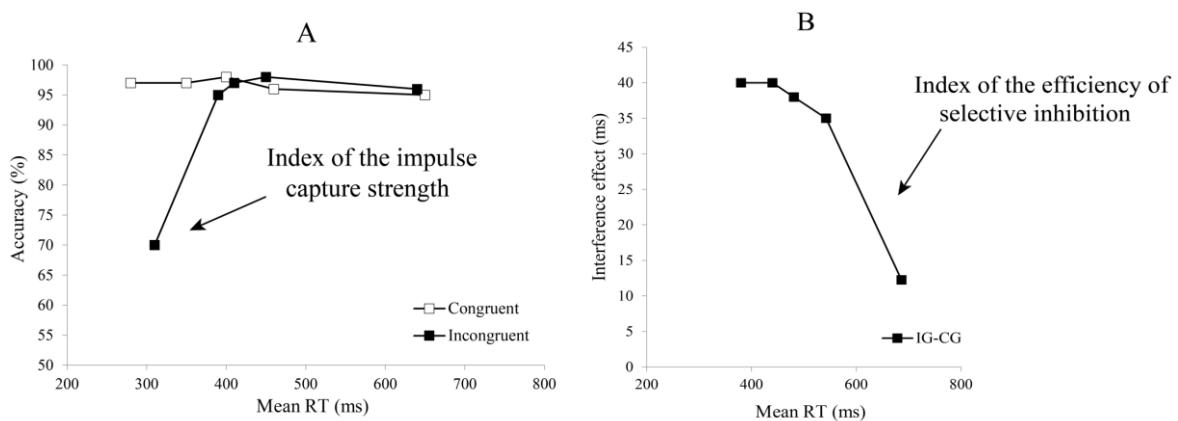 A
Accuracy (%)
100
95
90
85
80
75
70
65
60
55
50
200
300
400
500
600
700
800
Mean RT (ms)
Index of the impulse
capture strength
Congruent
Incongruent
B
Interference effect (ms)
45
40
35
30
25
20
15
10
5
0
200
400
600
800
Mean RT (ms)
Index of the efficiency of
selective inhibition
IG-CG